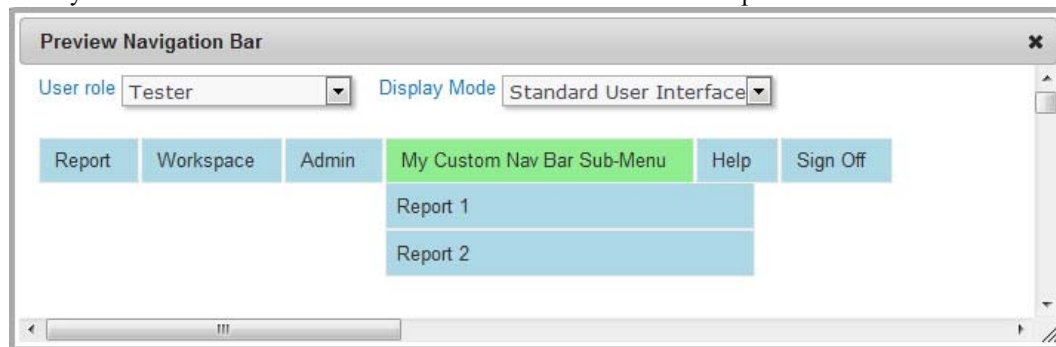 Preview Navigation Bar
User role Tester Display Mode Standard User Interface
Report Workspace Admin My Custom Nav Bar Sub-Menu Help Sign Off
Report 1
Report 2